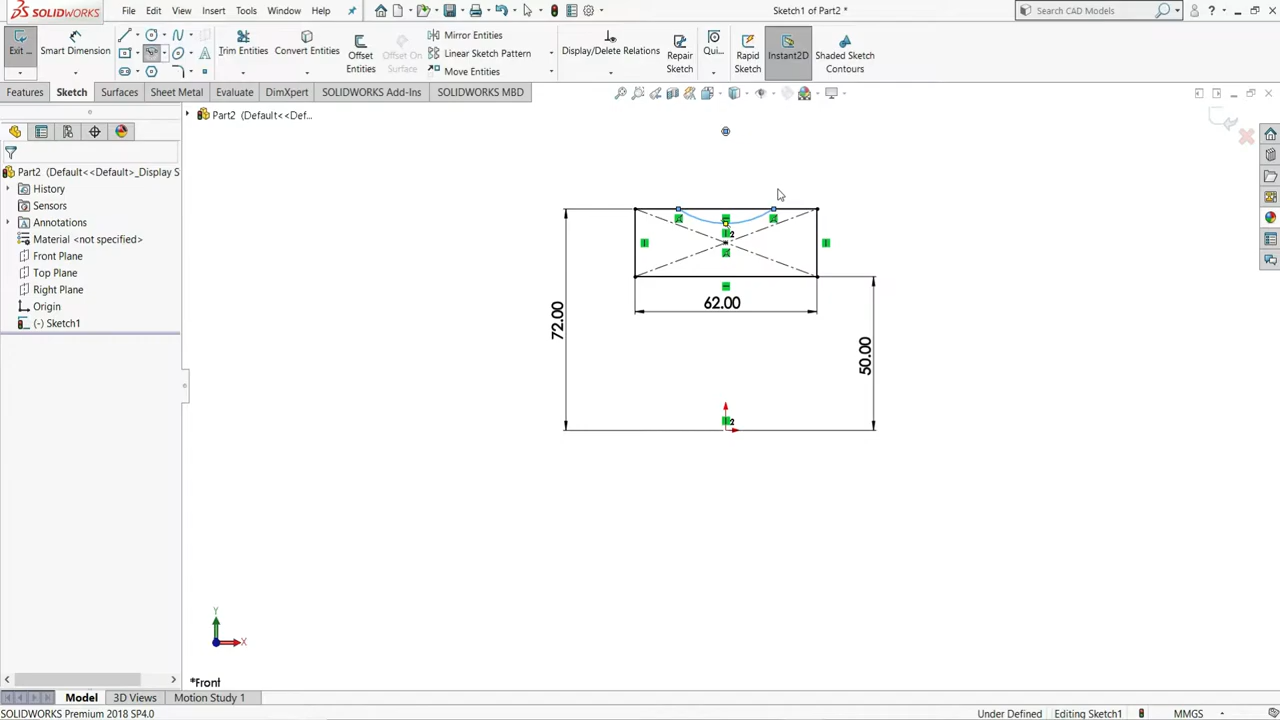 SOLIDWORKS File Edit View Insert Tools Window Help Sketch1 of Part2 * Search CAD Models
Exit ... Smart Dimension Trim Entities Convert Entities Offset Entities Offset On Surface Mirror Entities Display/Delete Relations Repair Sketch Qui... Rapid Sketch Instant2D Shaded Sketch Contours
Linear Sketch Pattern
Move Entities
Features Sketch Surfaces Sheet Metal Evaluate DimXpert SOLIDWORKS Add-Ins SOLIDWORKS MBD
Part2 (Default<<Def...
Part2 (Default<<Default>_Display S
History
Sensors
Annotations
Material <not specified>
Front Plane
Top Plane
Right Plane
Origin
(-) Sketch1
2
62.00
72.00
50.00
2
Y
X
*Front
Model 3D Views Motion Study 1
SOLIDWORKS Premium 2018 SP4.0 Under Defined Editing Sketch1 MMGS